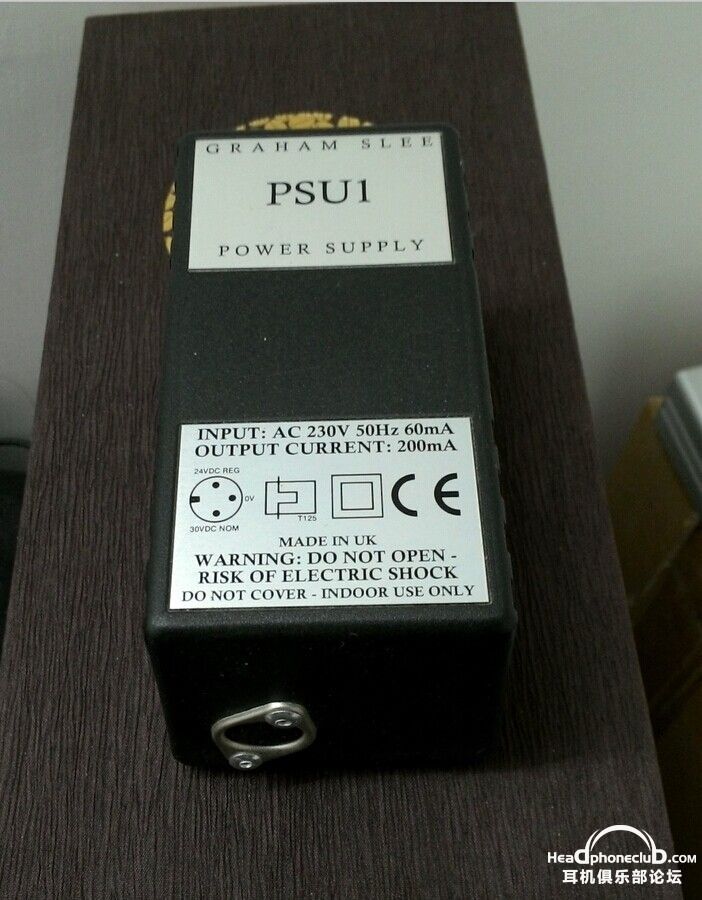 GRAHAM SLEE
PSU1
POWER SUPPLY
INPUT: AC 230V 50Hz 60mA
OUTPUT CURRENT: 200mA
24VDC REG
0V
30VDC NOM
T125
CE
MADE IN UK
WARNING: DO NOT OPEN -
RISK OF ELECTRIC SHOCK
DO NOT COVER - INDOOR USE ONLY
Headphoneclub.com
耳机俱乐部论坛